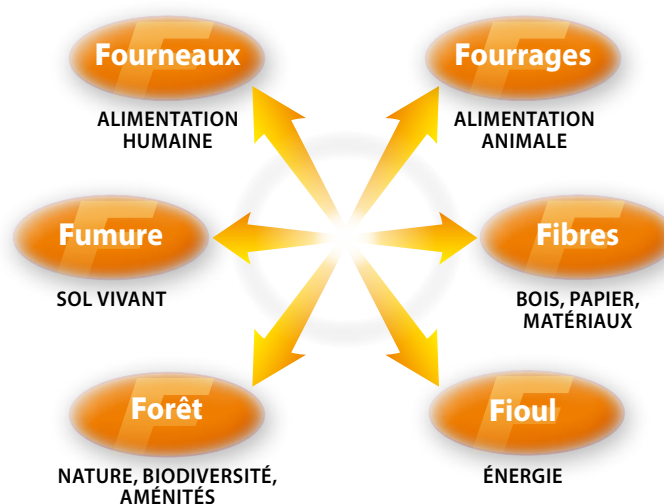 Fourneaux
ALIMENTATION
HUMAINE
Fourrages
ALIMENTATION
ANIMALE
Fumure
SOL VIVANT
Fibres
BOIS, PAPIER,
MATÉRIAUX
Forêt
NATURE, BIODIVERSITÉ,
AMÉNITÉS
Fioul
ÉNERGIE